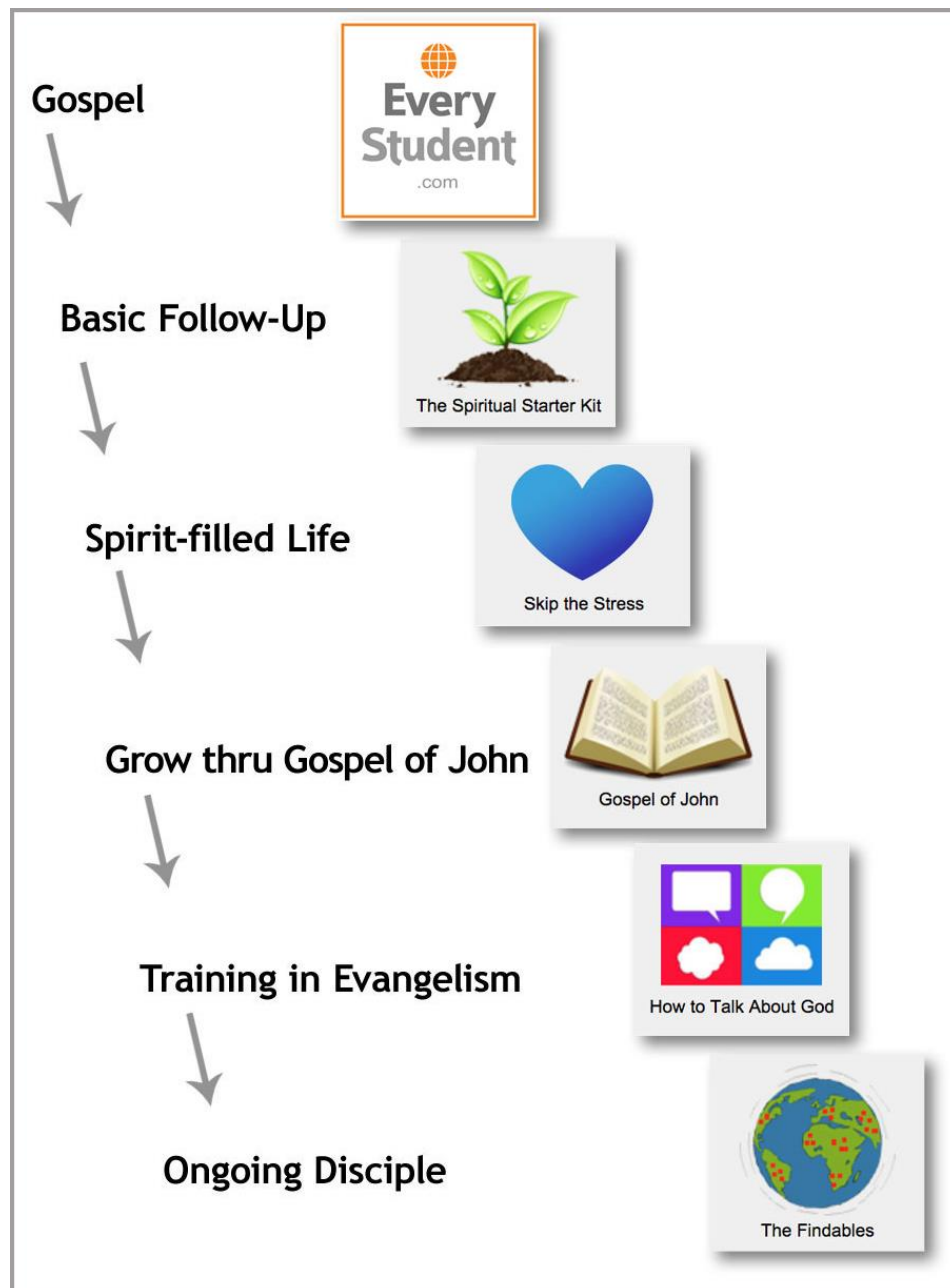 Gospel
Every
Student
.com
Basic Follow-Up
The Spiritual Starter Kit
Spirit-filled Life
Skip the Stress
Grow thru Gospel of John
Gospel of John
Training in Evangelism
How to Talk About God
Ongoing Disciple
The Findables